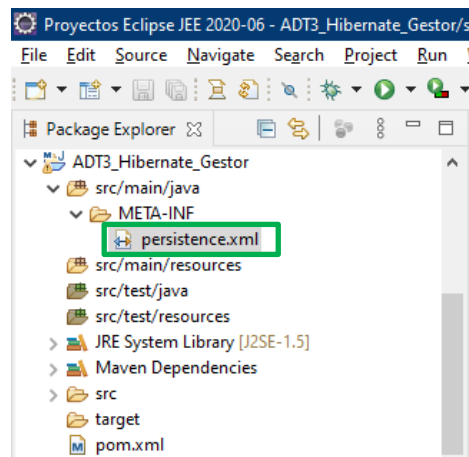 Proyectos Eclipse JEE 2020-06 - ADT3_Hibernate_Gestor/s
File Edit Source Navigate Search Project Run
Package Explorer
ADT3_Hibernate_Gestor
src/main/java
META-INF
persistence.xml
src/main/resources
src/test/java
src/test/resources
JRE System Library [J2SE-1.5]
Maven Dependencies
src
target
pom.xml